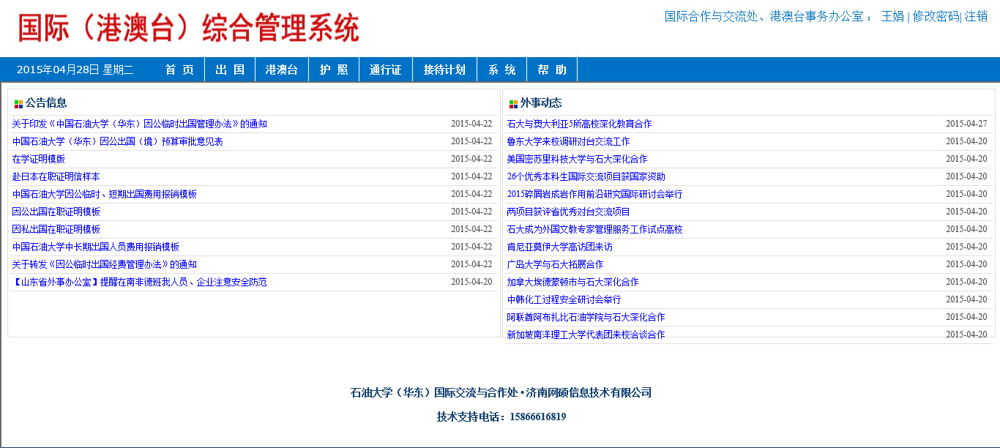 国际（港澳台）综合管理系统
国际合作与交流处、港澳台事务办公室 ： 王娟 | 修改密码| 注销
2015年04月28日 星期二 首 页 出 国 港澳台 护 照 通行证 接待计划 系 统 帮 助
公告信息
关于印发《中国石油大学（华东）因公临时出国管理办法》的通知 2015-04-22
中国石油大学（华东）因公出国（境）预算审批意见表 2015-04-22
在学证明模版 2015-04-22
赴日本在职证明信样本 2015-04-22
中国石油大学因公临时、短期出国费用报销模板 2015-04-22
因公出国在职证明模板 2015-04-22
因私出国在职证明模板 2015-04-22
中国石油大学中长期出国人员费用报销模板 2015-04-22
关于转发《因公临时出国经费管理办法》的通知 2015-04-22
【山东省外事办公室】提醒在南非德班我人员、企业注意安全防范 2015-04-20
外事动态
石大与澳大利亚5所高校深化教育合作 2015-04-27
鲁东大学来校调研对台交流工作 2015-04-20
美国密苏里科技大学与石大深化合作 2015-04-20
26个优秀本科生国际交流项目获国家资助 2015-04-20
2015碎屑岩成岩作用前沿研究国际研讨会举行 2015-04-20
两项目获评省优秀对台交流项目 2015-04-20
石大成为外国文教专家管理服务工作试点高校 2015-04-20
肯尼亚莫伊大学高访团来访 2015-04-20
广岛大学与石大拓展合作 2015-04-20
加拿大埃德蒙顿市与石大深化合作 2015-04-20
中韩化工过程安全研讨会举行 2015-04-20
阿联酋阿布扎比石油学院与石大深化合作 2015-04-20
新加坡南洋理工大学代表团来校洽谈合作 2015-04-20
石油大学（华东）国际交流与合作处 • 济南网硕信息技术有限公司
技术支持电话：15866616819